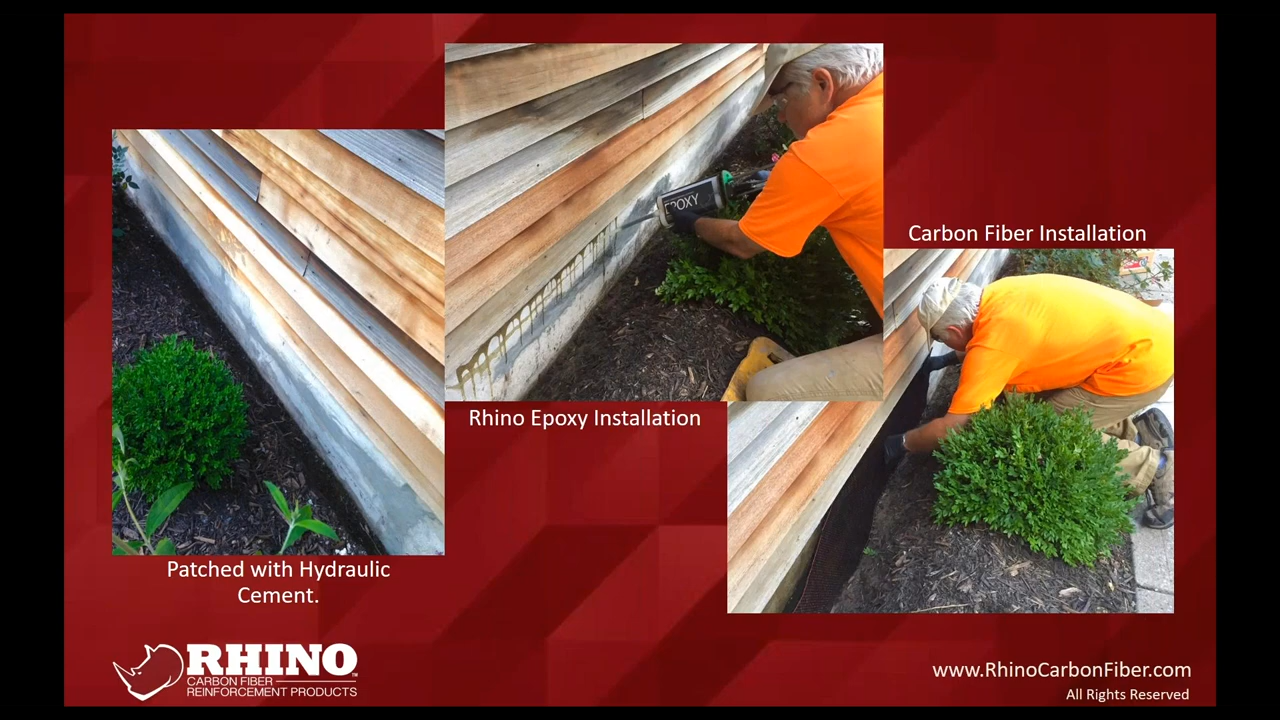 EPOXY
Carbon Fiber Installation
Rhino Epoxy Installation
Patched with Hydraulic
Cement.
RHINO
CARBON FIBER
REINFORCEMENT PRODUCTS
www.RhinoCarbonFiber.com
All Rights Reserved